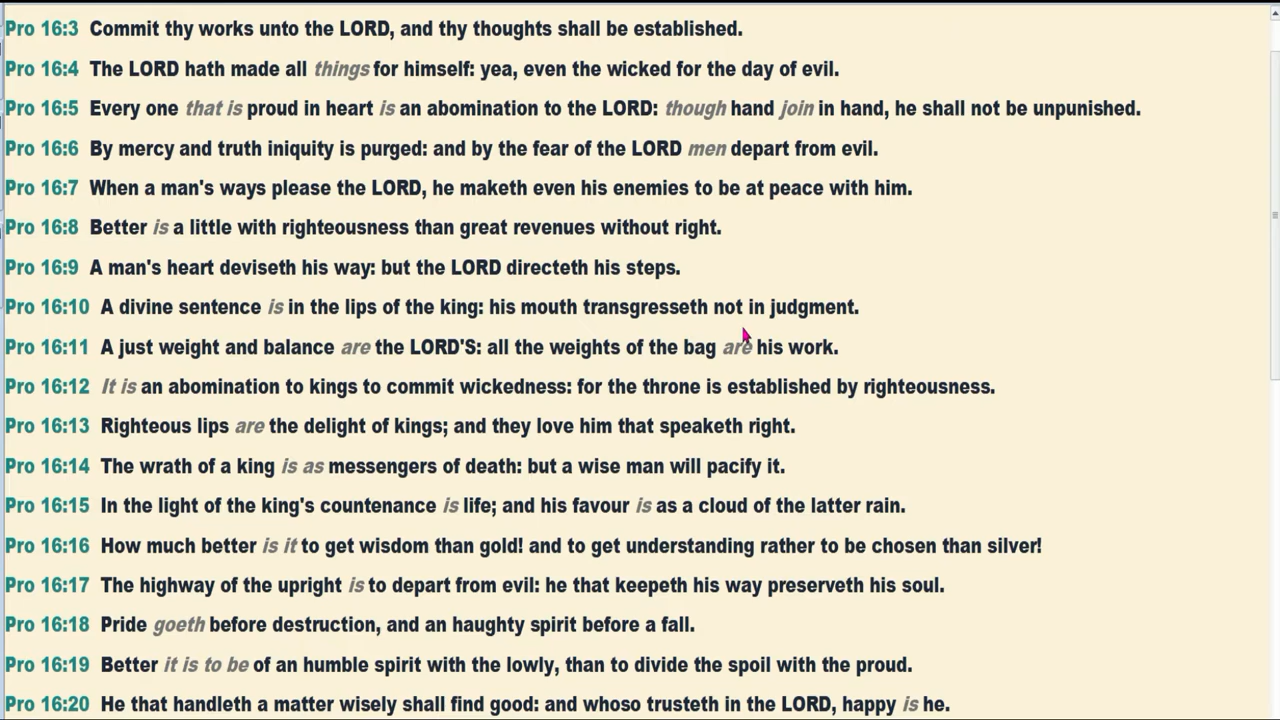 Pro 16:3 Commit thy works unto the LORD, and thy thoughts shall be established.
Pro 16:4 The LORD hath made all things for himself: yea, even the wicked for the day of evil.
Pro 16:5 Every one that is proud in heart is an abomination to the LORD: though hand join in hand, he shall not be unpunished.
Pro 16:6 By mercy and truth iniquity is purged: and by the fear of the LORD men depart from evil.
Pro 16:7 When a man's ways please the LORD, he maketh even his enemies to be at peace with him.
Pro 16:8 Better is a little with righteousness than great revenues without right.
Pro 16:9 A man's heart deviseth his way: but the LORD directeth his steps.
Pro 16:10 A divine sentence is in the lips of the king: his mouth transgresseth not in judgment.
Pro 16:11 A just weight and balance are the LORD'S: all the weights of the bag are his work.
Pro 16:12 It is an abomination to kings to commit wickedness: for the throne is established by righteousness.
Pro 16:13 Righteous lips are the delight of kings; and they love him that speaketh right.
Pro 16:14 The wrath of a king is as messengers of death: but a wise man will pacify it.
Pro 16:15 In the light of the king's countenance is life; and his favour is as a cloud of the latter rain.
Pro 16:16 How much better is it to get wisdom than gold! and to get understanding rather to be chosen than silver!
Pro 16:17 The highway of the upright is to depart from evil: he that keepeth his way preserveth his soul.
Pro 16:18 Pride goeth before destruction, and an haughty spirit before a fall.
Pro 16:19 Better it is to be of an humble spirit with the lowly, than to divide the spoil with the proud.
Pro 16:20 He that handleth a matter wisely shall find good: and whoso trusteth in the LORD, happy is he.